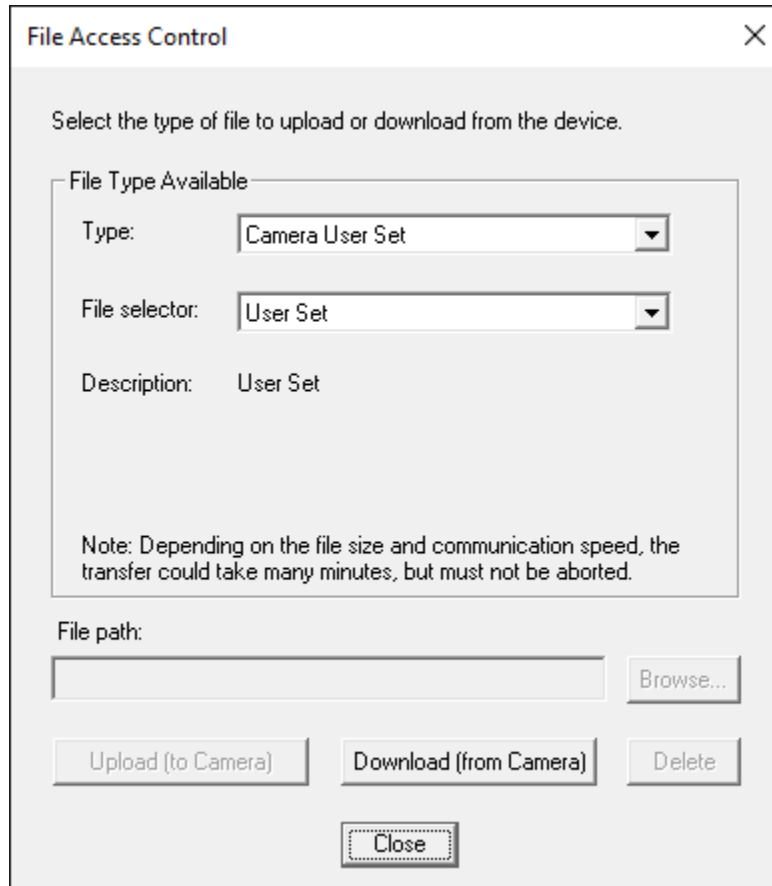 File Access Control
Select the type of file to upload or download from the device.
File Type Available
Type: Camera User Set
File selector: User Set
Description: User Set
Note: Depending on the file size and communication speed, the
transfer could take many minutes, but must not be aborted.
File path:
Browse...
Upload (to Camera) Download (from Camera) Delete
Close